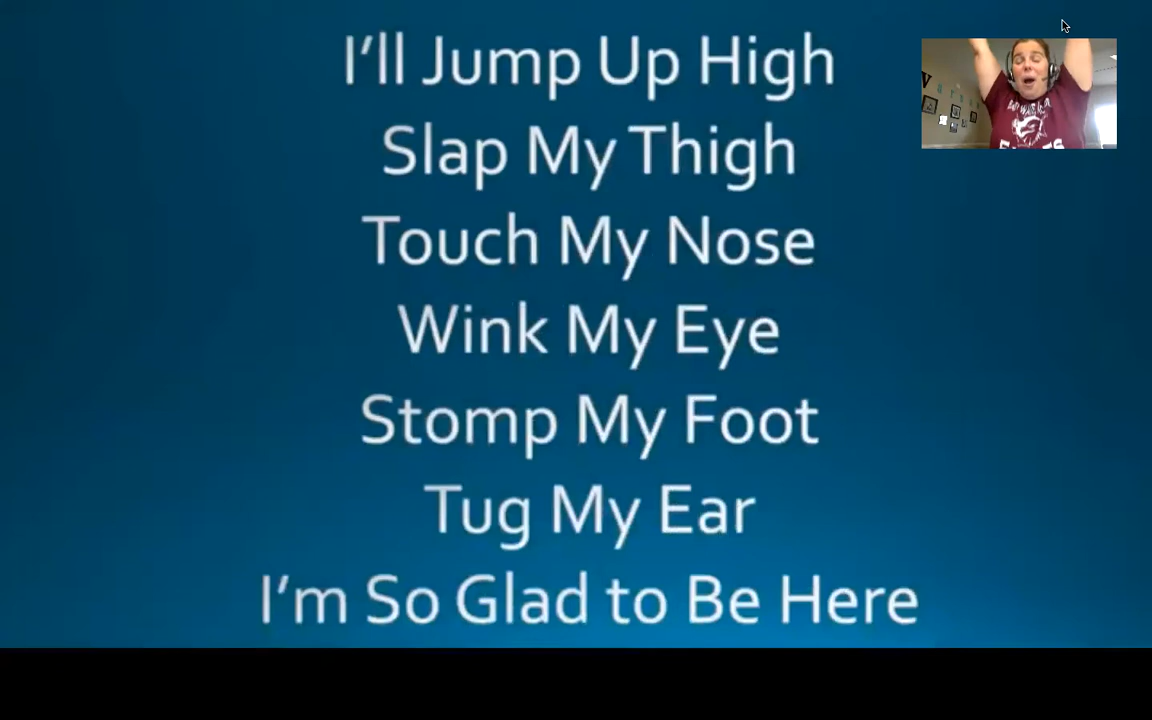 I'll Jump Up High
Slap My Thigh
Touch My Nose
Wink My Eye
Stomp My Foot
Tug My Ear
I'm So Glad to Be Here